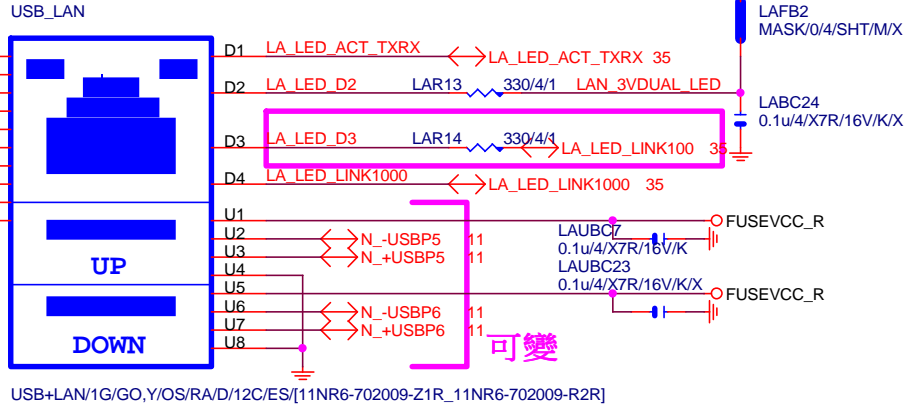 USB_LAN
LAFB2
MASK/0/4/SHT/M/X
D1 LA_LED_ACT_TXRX LA_LED_ACT_TXRX 35
D2 LA_LED_D2 LAR13 330/4/1 LAN_3VDUAL_LED
LABC24
0.1u/4/X7R/16V/K/X
D3 LA_LED_D3 LAR14 330/4/1 LA_LED_LINK100 35
D4 LA_LED_LINK1000 LA_LED_LINK1000 35
U1 FUSEVCC_R
U2 N_-USBP5 11
LAUBC7
0.1u/4/X7R/16V/K
U3 N_+USBP5 11
UP
U4
LAUBC23
0.1u/4/X7R/16V/K/X
U5 FUSEVCC_R
U6 N_-USBP6 11
U7 N_+USBP6 11
DOWN
U8
可變
USB+LAN/1G/GO,Y/OS/RA/D/12C/ES/[11NR6-702009-Z1R_11NR6-702009-R2R]